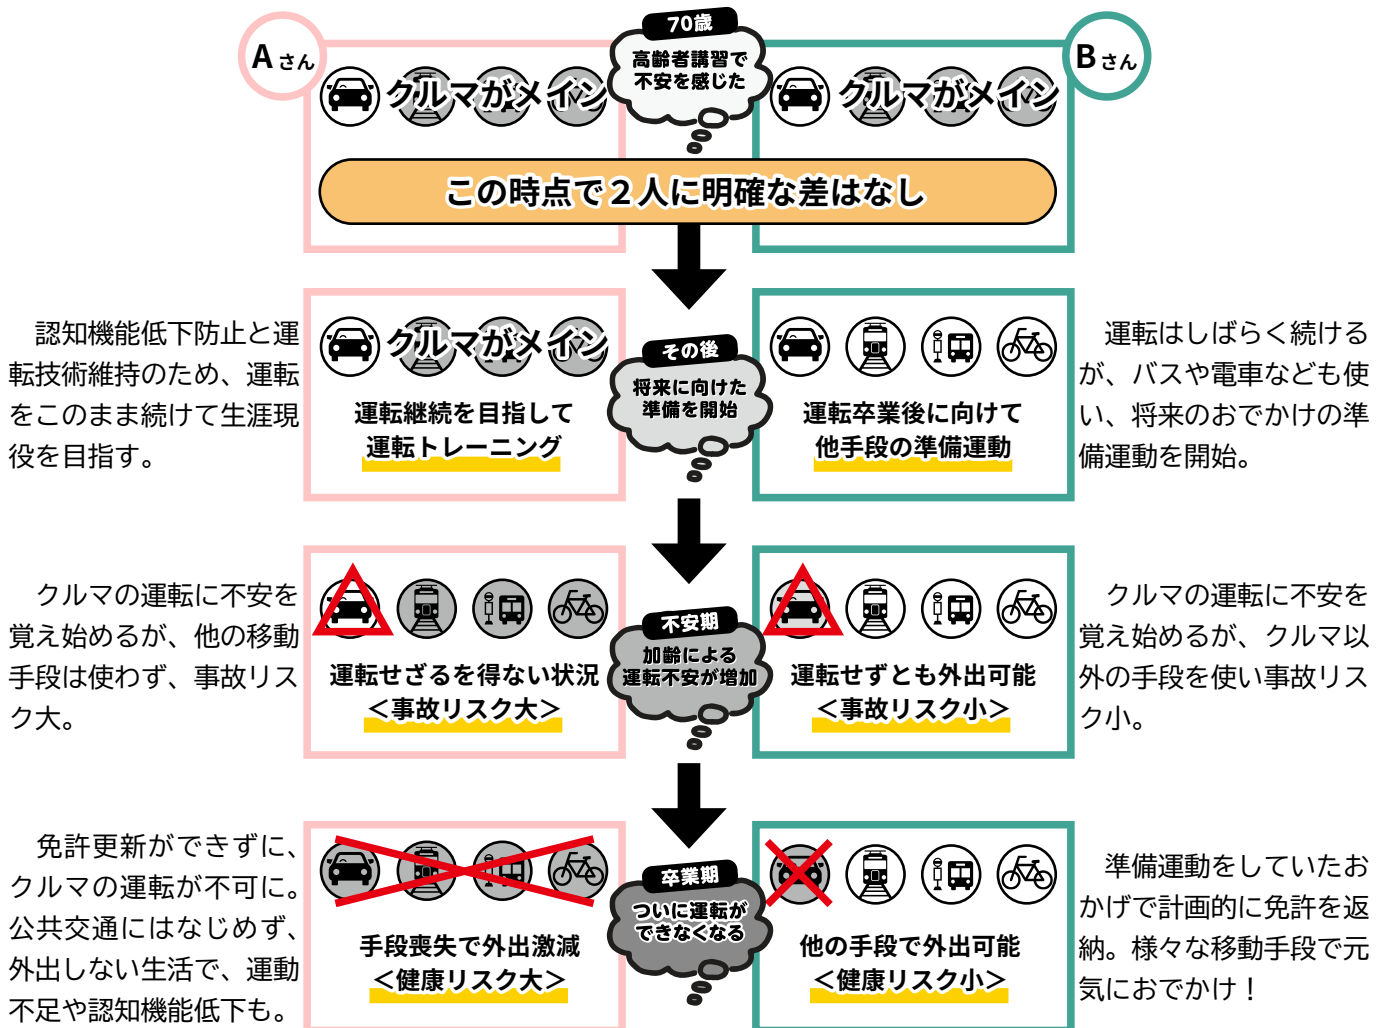 Aさん
70歳
高齢者講習で
不安を感じた
Bさん
クルマがメイン
クルマがメイン
この時点で2人に明確な差はなし
認知機能低下防止と運
転技術維持のため、運転
をこのまま続けて生涯現
役を目指す。
クルマがメイン
運転継続を目指して
運転トレーニング
その後
将来に向けた
準備を開始
運転卒業後に向けて
他手段の準備運動
運転はしばらく続ける
が、バスや電車なども使
い、将来のおでかけの準
備運動を開始。
クルマの運転に不安を
覚え始めるが、他の移動
手段は使わず、事故リス
ク大。
運転せざるを得ない状況
＜事故リスク大＞
不安期
加齢による
運転不安が増加
運転せずとも外出可能
＜事故リスク小＞
クルマの運転に不安を
覚え始めるが、クルマ以
外の手段を使い事故リス
ク小。
免許更新ができずに、
クルマの運転が不可に。
公共交通にはなじめず、
外出しない生活で、運動
不足や認知機能低下も。
手段喪失で外出激減
＜健康リスク大＞
卒業期
ついに運転が
できなくなる
他の手段で外出可能
＜健康リスク小＞
準備運動をしていたお
かげで計画的に免許を返
納。様々な移動手段で元
気におでかけ！